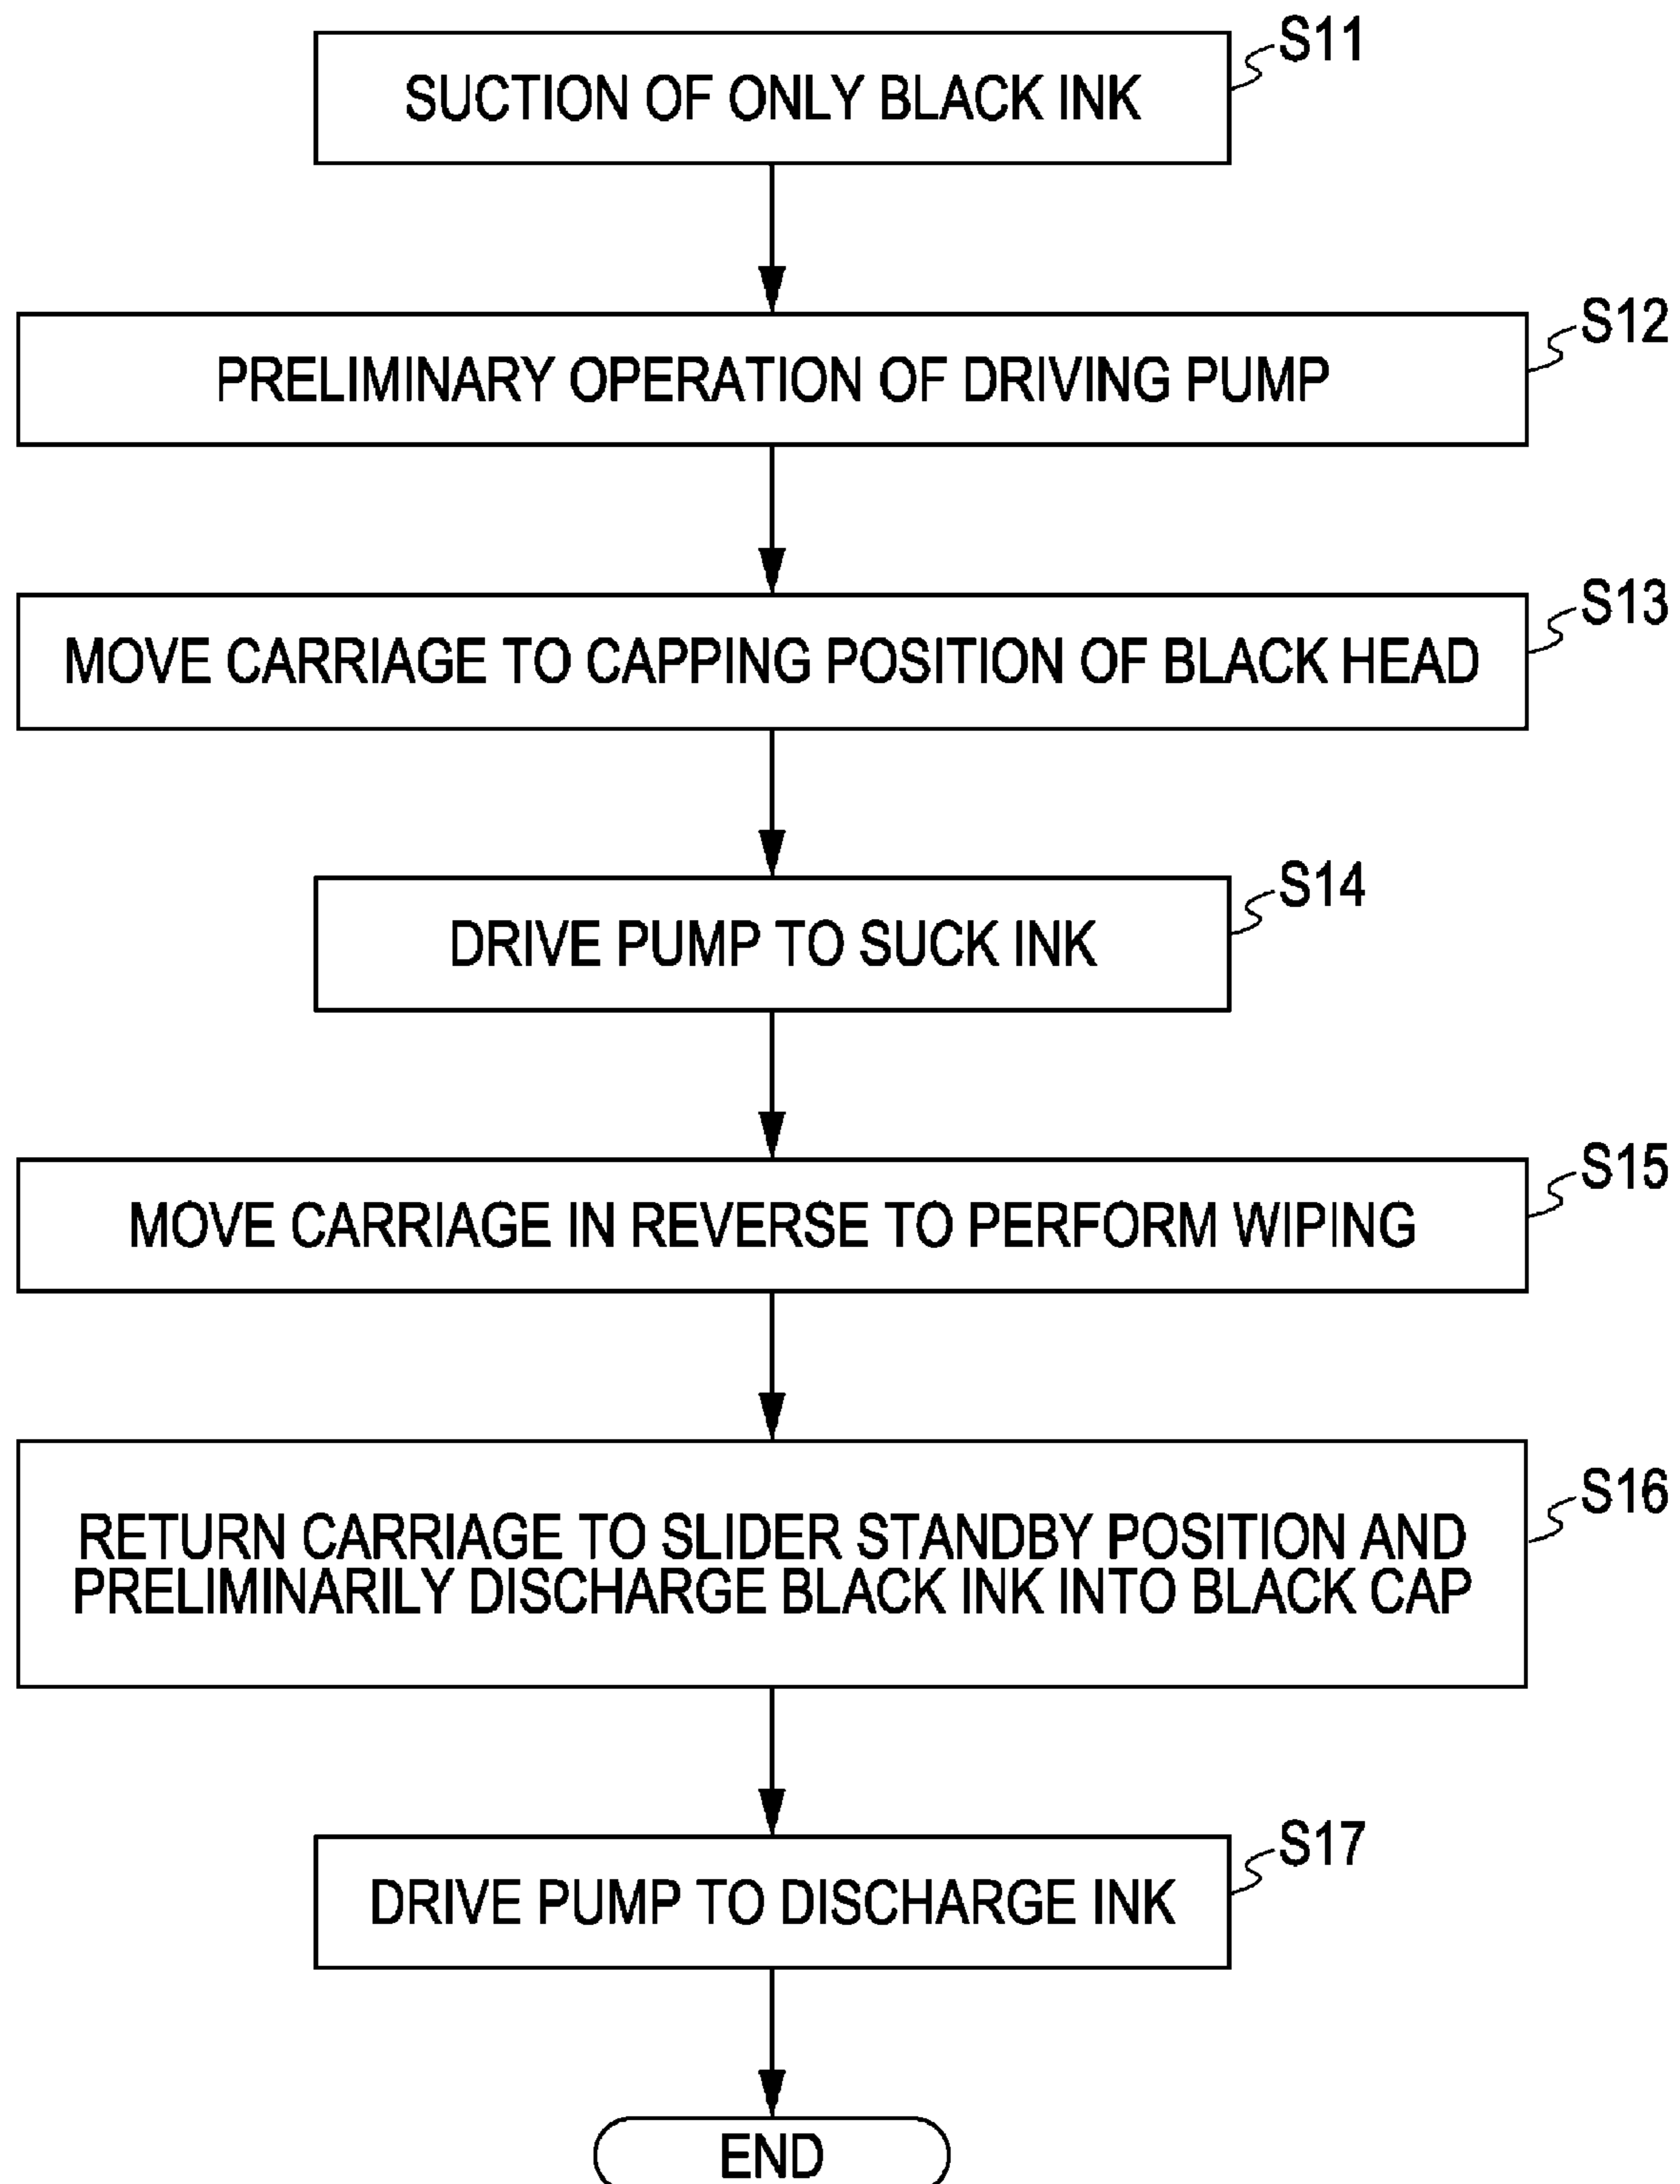 S11
SUCTION OF ONLY BLACK INK
S12
PRELIMINARY OPERATION OF DRIVING PUMP
S13
MOVE CARRIAGE TO CAPPING POSITION OF BLACK HEAD
S14
DRIVE PUMP TO SUCK INK
S15
MOVE CARRIAGE IN REVERSE TO PERFORM WIPING
S16
RETURN CARRIAGE TO SLIDER STANDBY POSITION AND
PRELIMINARILY DISCHARGE BLACK INK INTO BLACK CAP
S17
DRIVE PUMP TO DISCHARGE INK
END